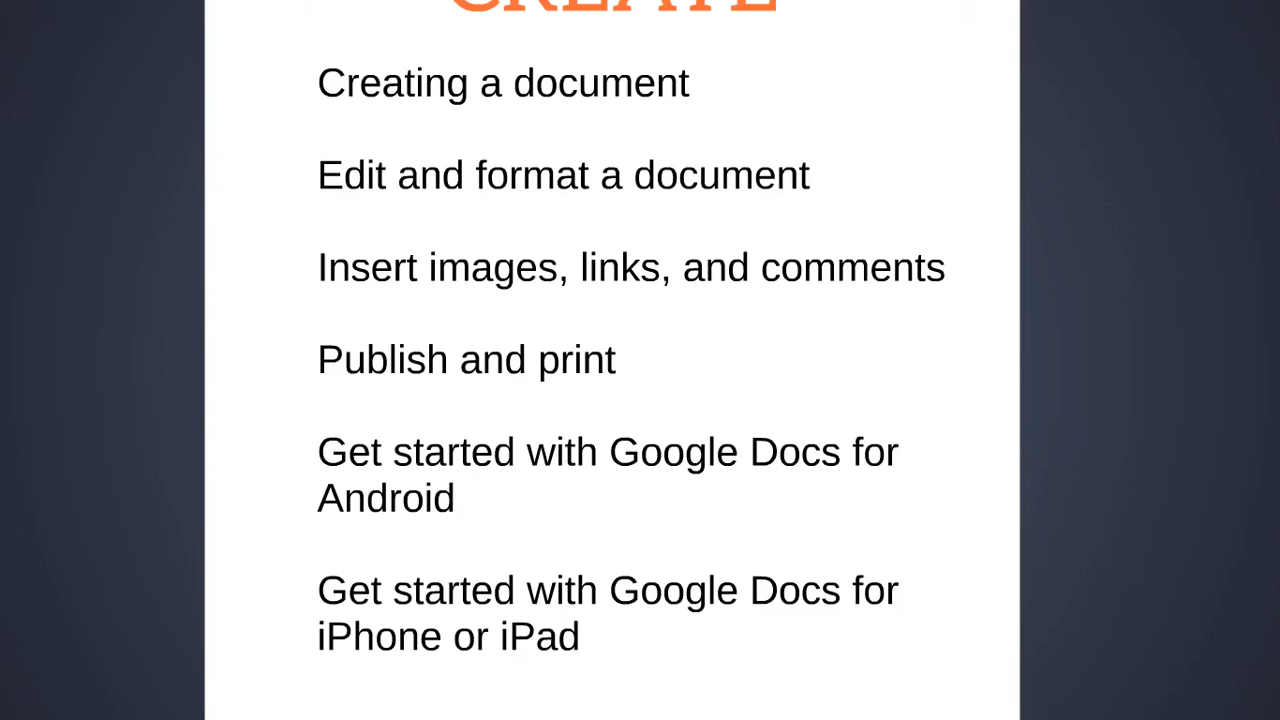 CREATE
Creating a document
Edit and format a document
Insert images, links, and comments
Publish and print
Get started with Google Docs for
Android
Get started with Google Docs for
iPhone or iPad